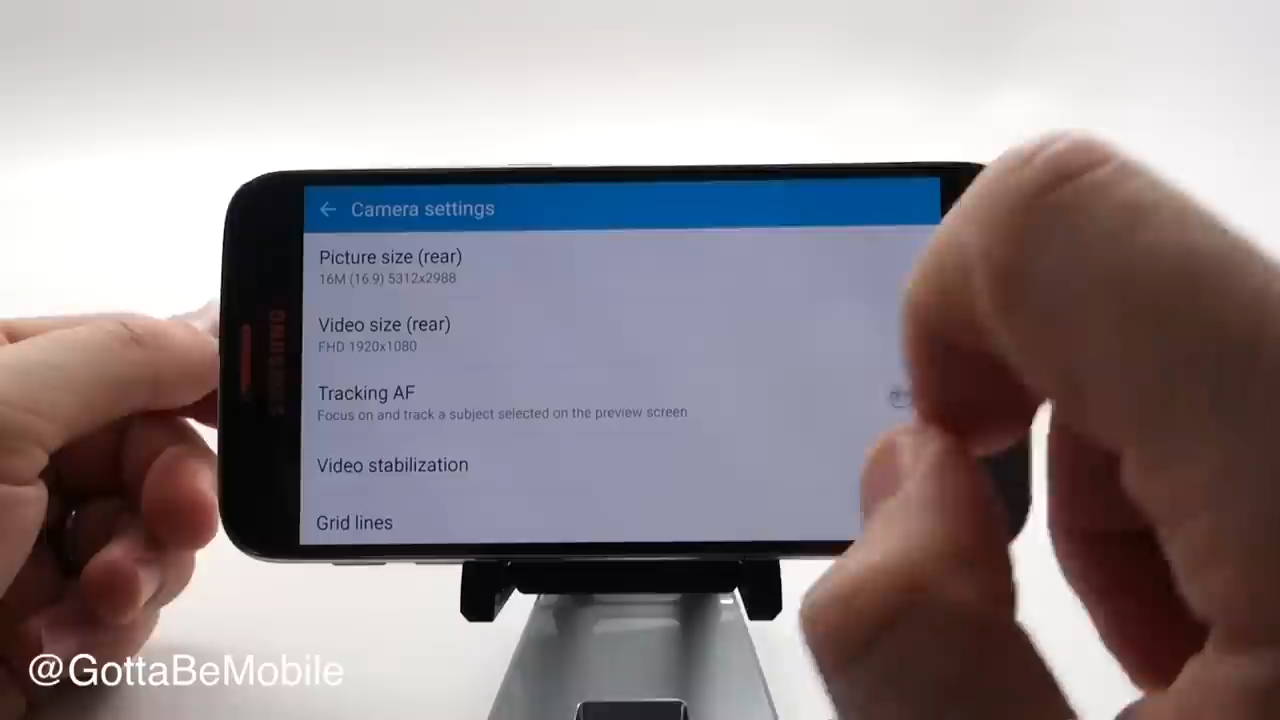 Camera settings
Picture size (rear)
16M (16:9) 5312x2988
Video size (rear)
FHD 1920x1080
Tracking AF
Focus on and track a subject selected on the preview screen
Video stabilization
Grid lines
SAMSUNG
@GottaBeMobile